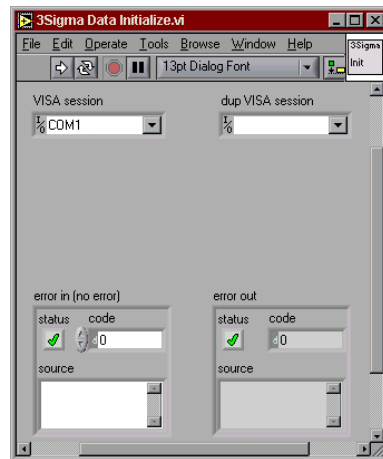 3Sigma Data Initialize.vi
File Edit Operate Tools Browse Window Help
3Sigma
Init
13pt Dialog Font
VISA session
dup VISA session
I/O COM1
I/O
error in (no error)
error out
status code
status code
d 0
d 0
source
source